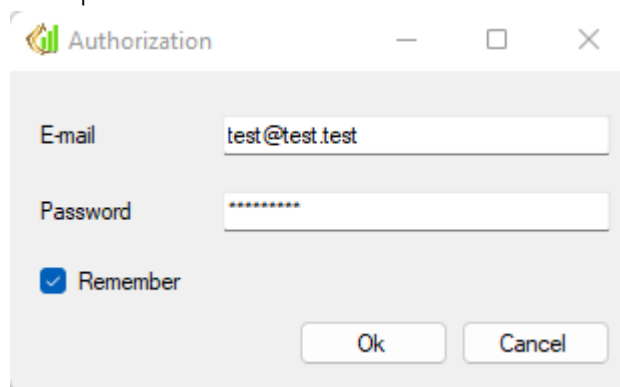 Authorization
E-mail test@test.test
Password *********
Remember
Ok Cancel